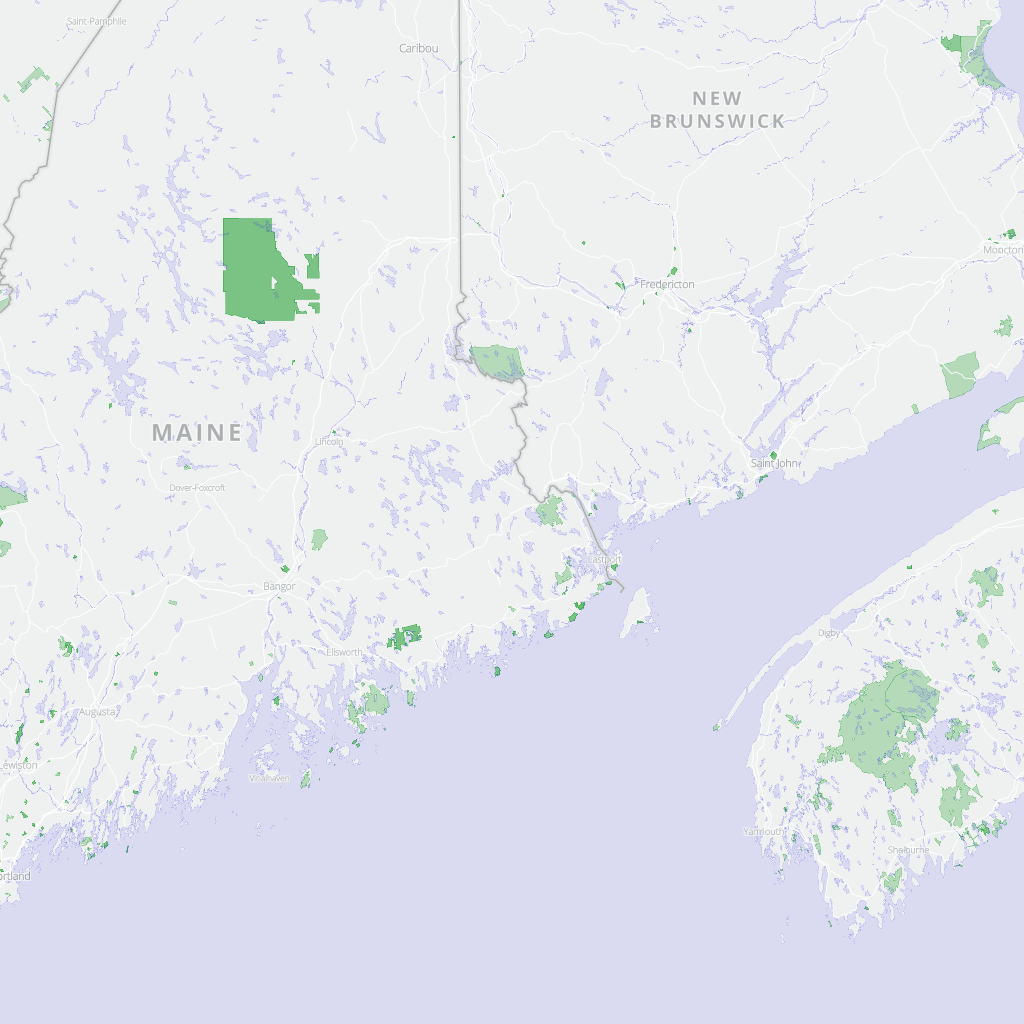 Saint-Pamphile
Caribou
NEW
BRUNSWICK
Moncton
Fredericton
MAINE
Lincoln
Saint John
Dover-Foxcroft
Eastport
Bangor
Digby
Ellsworth
Augusta
Lewiston
Vinalhaven
Yarmouth
Shelburne
ortland